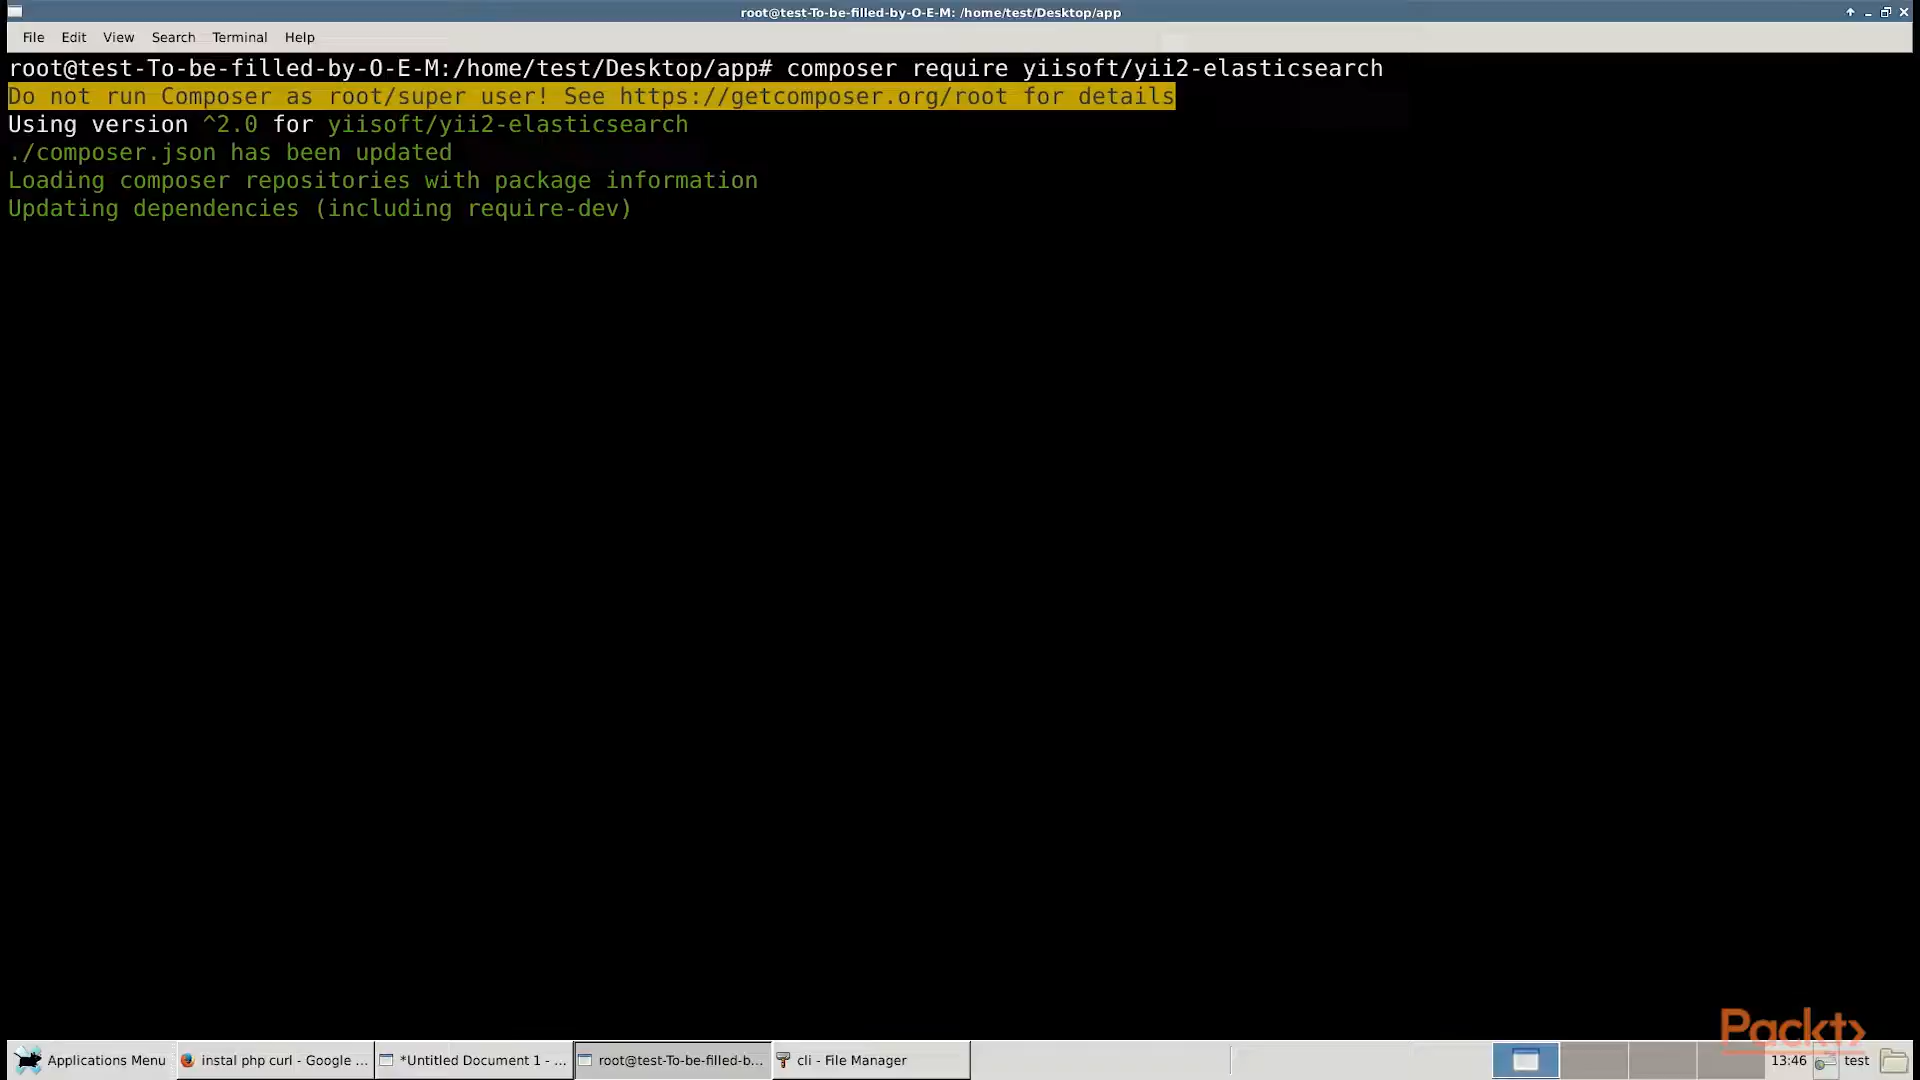 root@test-To-be-filled-by-O-E-M: /home/test/Desktop/app
File Edit View Search Terminal Help
root@test-To-be-filled-by-O-E-M:/home/test/Desktop/app# composer require yiisoft/yii2-elasticsearch
Do not run Composer as root/super user! See https://getcomposer.org/root for details
Using version ^2.0 for yiisoft/yii2-elasticsearch
./composer.json has been updated
Loading composer repositories with package information
Updating dependencies (including require-dev)
Packt>
Applications Menu instal php curl - Google ... *Untitled Document 1 - ... root@test-To-be-filled-b... cli - File Manager 13:46 test